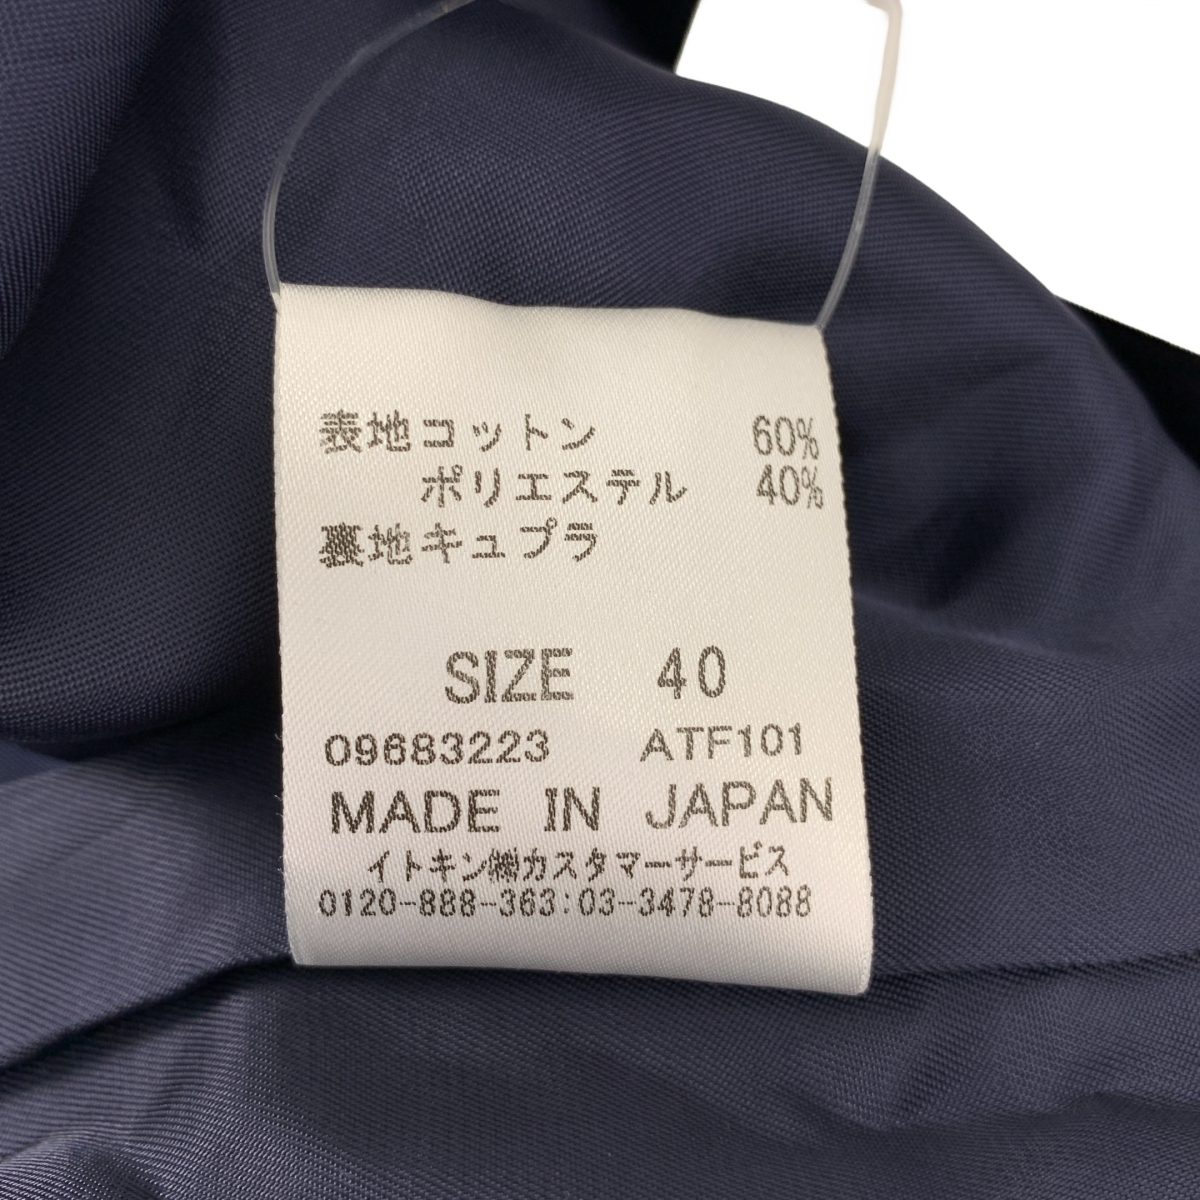 表地コットン 60%
ポリエステル 40%
裏地キュプラ
SIZE 40
09683223 ATF101
MADE IN JAPAN
イトキン㈱カスタマーサービス
0120-888-363:03-3478-8088